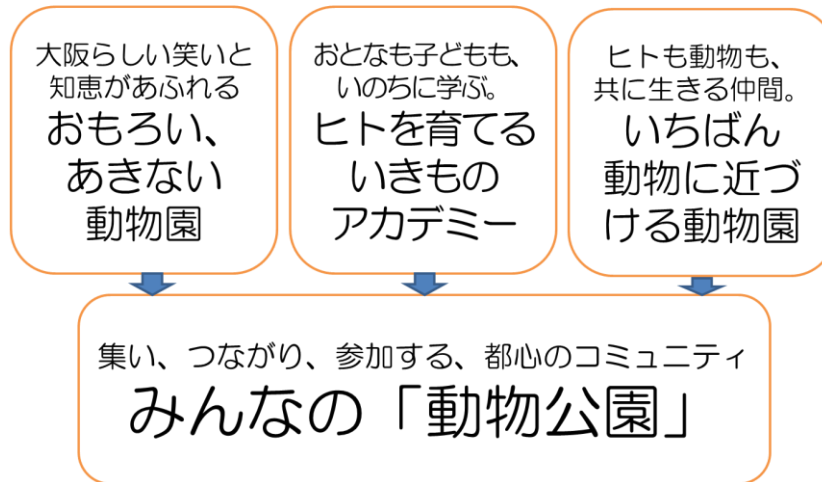 大阪らしい笑いと
知恵があふれる
おもろい、
あきない
動物園
おとなも子どもも、
いのちに学ぶ。
ヒトを育てる
いきもの
アカデミー
ヒトも動物も、
共に生きる仲間。
いちばん
動物に近づ
ける動物園
集い、つながり、参加する、都心のコミュニティ
みんなの「動物公園」